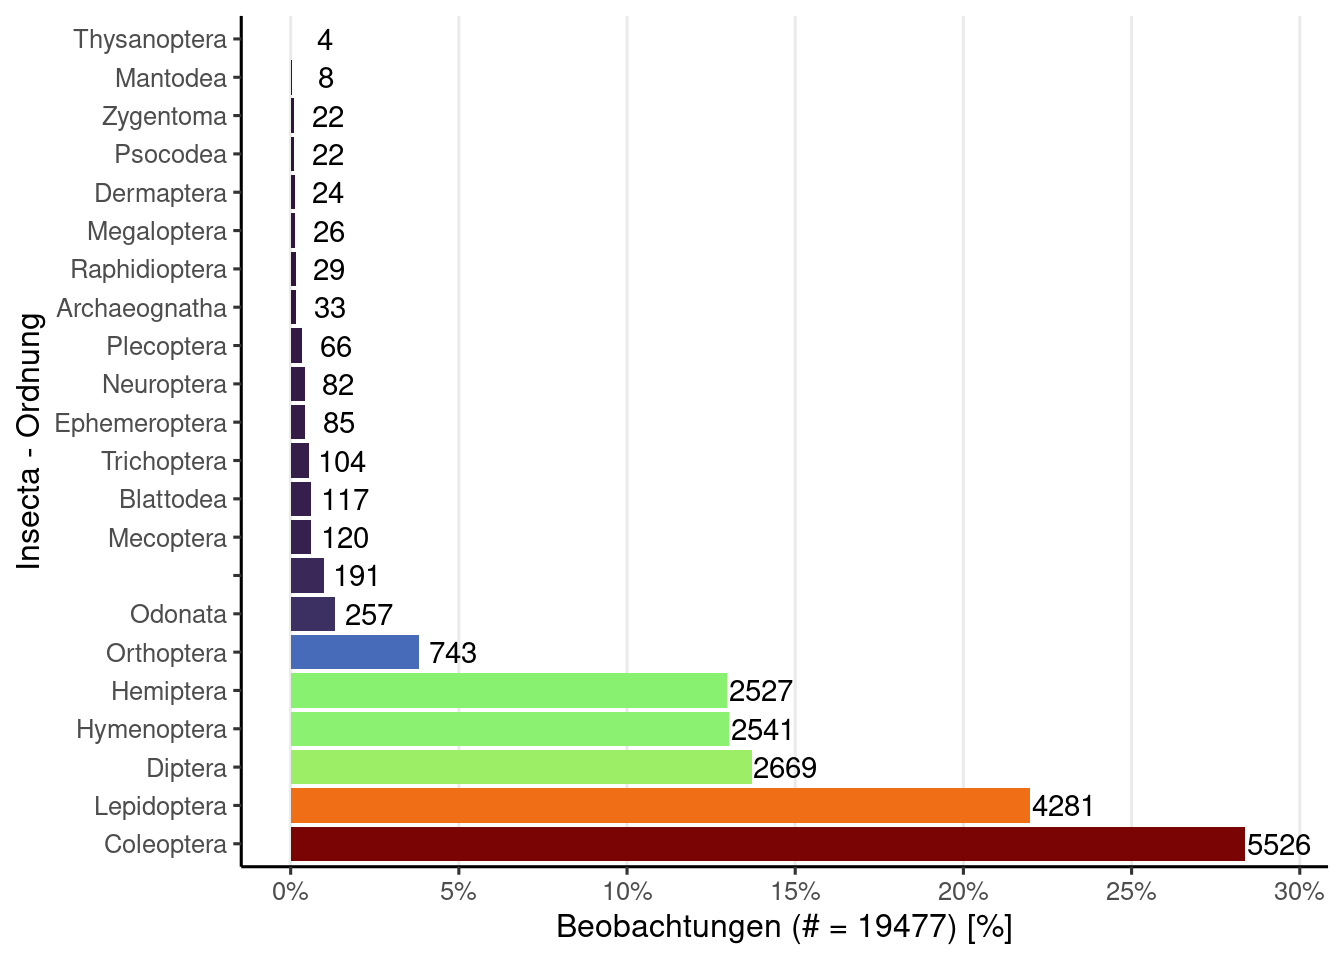 Insecta - Ordnung
Thysanoptera 4
Mantodea 8
Zygentoma 22
Psocodea 22
Dermaptera 24
Megaloptera 26
Raphidioptera 29
Archaeognatha 33
Plecoptera 66
Neuroptera 82
Ephemeroptera 85
Trichoptera 104
Blattodea 117
Mecoptera 120
191
Odonata 257
Orthoptera 743
Hemiptera 2527
Hymenoptera 2541
Diptera 2669
Lepidoptera 4281
Coleoptera 5526
0% 5% 10% 15% 20% 25% 30%
Beobachtungen (# = 19477) [%]